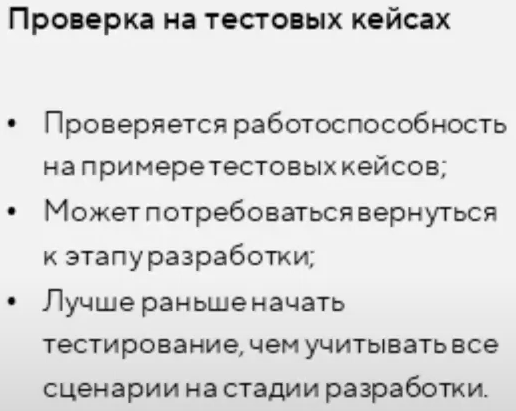 Проверка на тестовых кейсах
• Проверяется работоспособность
на примере тестовых кейсов;
• Может потребоваться вернуться
к этапу разработки;
• Лучше раньше начать
тестирование, чем учитывать все
сценарии на стадии разработки.